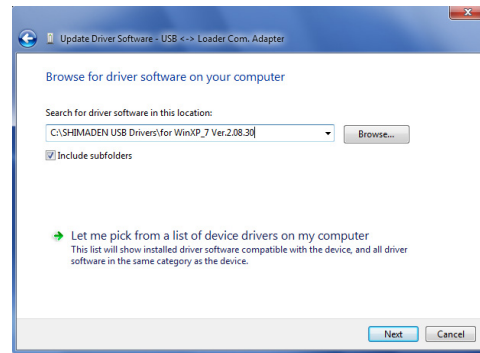 Update Driver Software - USB <-> Loader Com. Adapter
Browse for driver software on your computer
Search for driver software in this location:
C:\SHIMADEN USB Drivers\for WinXP_7 Ver.2.08.30
Browse...
Include subfolders
Let me pick from a list of device drivers on my computer
This list will show installed driver software compatible with the device, and all driver
software in the same category as the device.
Next
Cancel